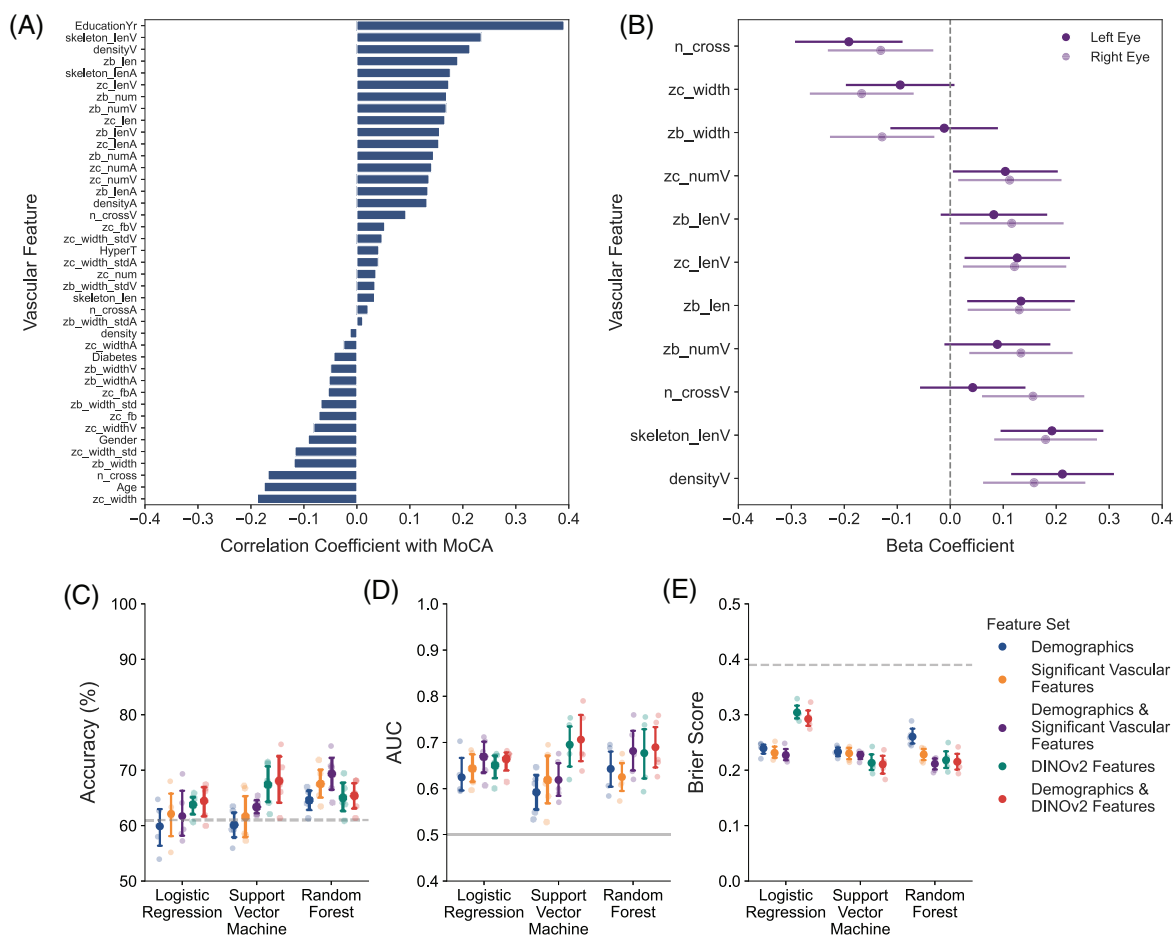 (A)
EducationYr
skeleton_lenV
densityV
zb_len
skeleton_lenA
zc_lenV
zb_num
zb_numV
zc_len
zb_lenV
zc_lenA
zb_numA
zc_numA
zc_numV
zb_lenA
densityA
n_crossV
zc_fbV
zc_width_stdV
HyperT
zc_width_stdA
zc_num
zb_width_stdV
skeleton_len
n_crossA
zb_width_stdA
density
zc_widthA
Diabetes
zb_widthV
zb_widthA
zc_fbA
zb_width_std
zc_fb
zc_widthV
Gender
zc_width_std
zb_width
n_cross
Age
zc_width
Vascular Feature
−0.4 −0.3 −0.2 −0.1 0.0 0.1 0.2 0.3 0.4
Correlation Coefficient with MoCA
(B)
Left Eye
Right Eye
n_cross
zc_width
zb_width
zc_numV
zb_lenV
zc_lenV
zb_len
zb_numV
n_crossV
skeleton_lenV
densityV
Vascular Feature
−0.4 −0.3 −0.2 −0.1 0.0 0.1 0.2 0.3 0.4
Beta Coefficient
(C)
100
90
80
70
60
50
Accuracy (%)
Logistic Support Random
Regression Vector Forest
Machine
(D)
1.0
0.9
0.8
0.7
0.6
0.5
0.4
AUC
Logistic Support Random
Regression Vector Forest
Machine
(E)
0.5
0.4
0.3
0.2
0.1
0.0
Brier Score
Logistic Support Random
Regression Vector Forest
Machine
Feature Set
Demographics
Significant Vascular
Features
Demographics &
Significant Vascular
Features
DINOv2 Features
Demographics &
DINOv2 Features